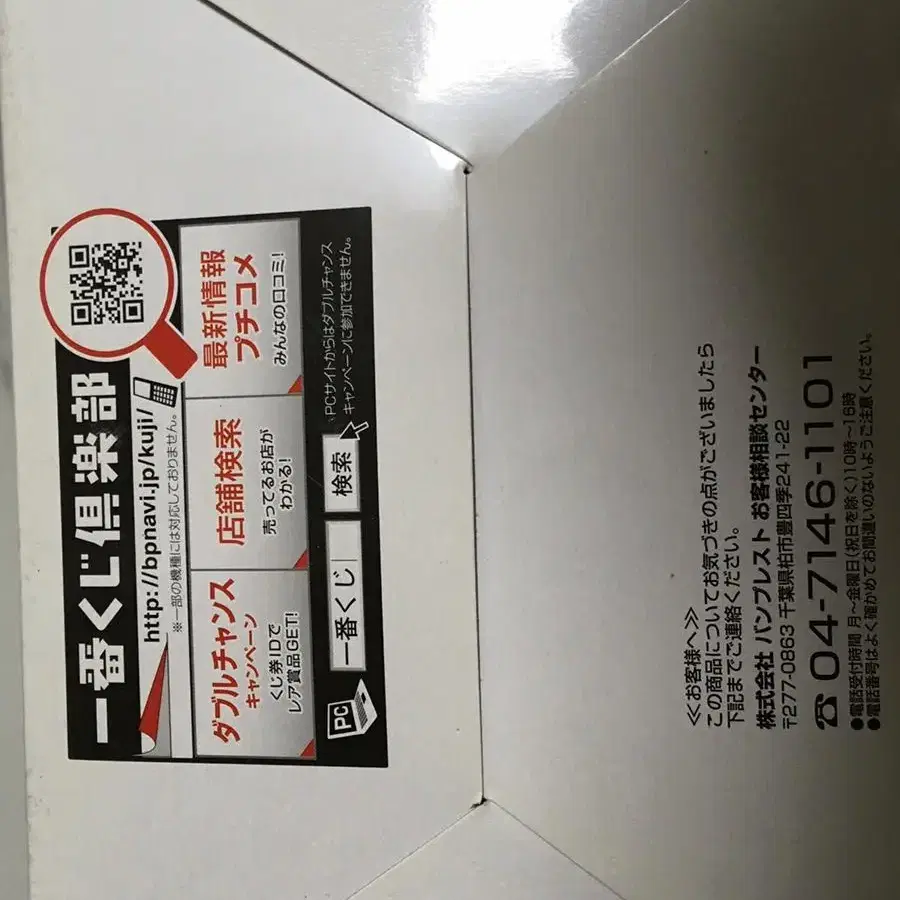 一番くじ倶楽部
http://bpnavi.jp/kuji/
※一部の機種には対応しておりません。
ダブルチャンス
キャンペーン
くじ券IDで
レア賞品GET!
店舗検索
売ってるお店が
わかる!
最新情報
プチコメ
みんなの口コミ!
PC
一番くじ
検索
PCサイトからはダブルチャンス
キャンペーンに参加できません。
≪お客様へ≫
この商品についてお気づきの点がございましたら
下記までご連絡ください。
株式会社 バンプレスト お客様相談センター
〒277-0863 千葉県柏市豊四季241-22
☎04-7146-1101
●電話受付時間 月〜金曜日(祝日を除く)10時〜16時
●電話番号はよく確かめてお間違いのないようご注意ください。